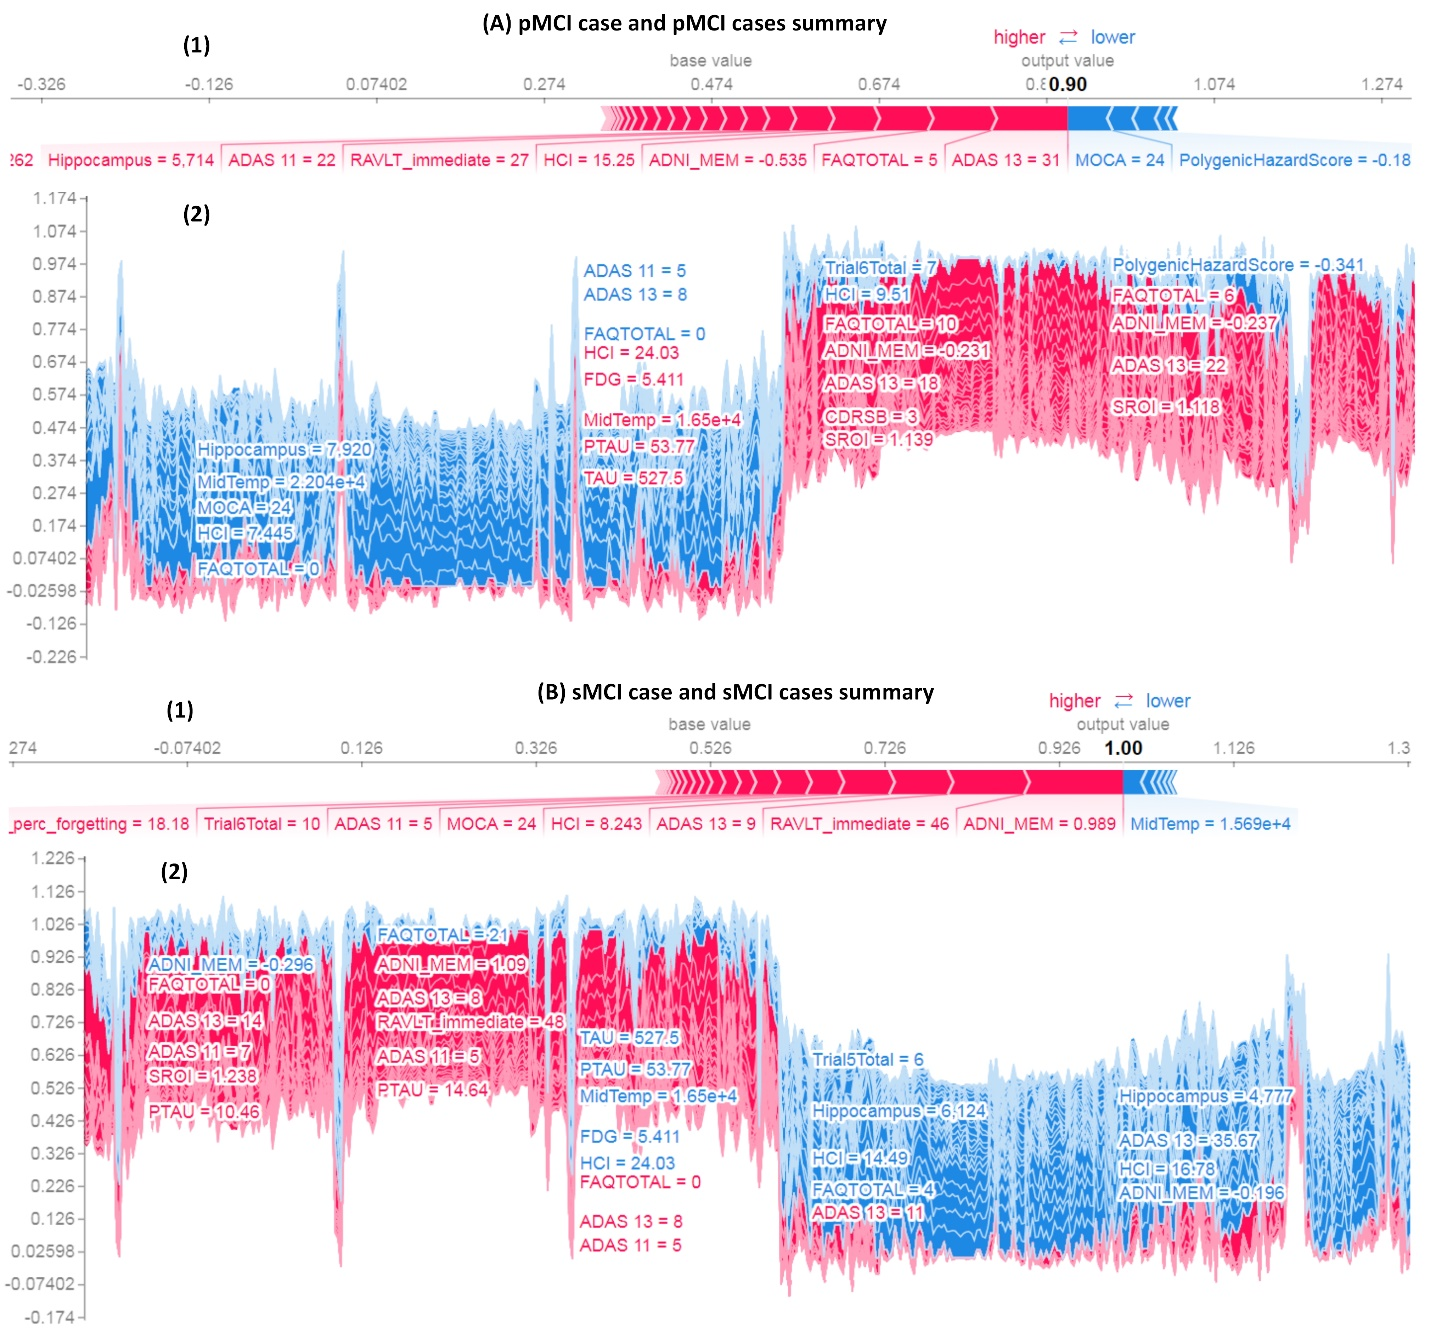 (A) pMCI case and pMCI cases summary
(1)
higher ⇄ lower
base value
output value
-0.326 -0.126 0.07402 0.274 0.474 0.674 0.8 0.90 1.074 1.274
262 Hippocampus = 5,714 ADAS 11 = 22 RAVLT_immediate = 27 HCI = 15.25 ADNI_MEM = -0.535 FAQTOTAL = 5 ADAS 13 = 31 MOCA = 24 PolygenicHazardScore = -0.18
(2)
1.174
1.074
0.974
0.874
0.774
0.674
0.574
0.474
0.374
0.274
0.174
0.07402
-0.02598
-0.126
-0.226
Hippocampus = 7,920
MidTemp = 2.204e+4
MOCA = 24
HCI = 7.445
FAQTOTAL = 0
ADAS 11 = 5
ADAS 13 = 8
FAQTOTAL = 0
HCI = 24.03
FDG = 5.411
MidTemp = 1.65e+4
PTAU = 53.77
TAU = 527.5
Trial6Total = 7
HCI = 9.51
FAQTOTAL = 10
ADNI_MEM = -0.231
ADAS 13 = 18
CDRSB = 3
SROI = 1.139
PolygenicHazardScore = -0.341
FAQTOTAL = 6
ADNI_MEM = -0.237
ADAS 13 = 22
SROI = 1.118
(B) sMCI case and sMCI cases summary
(1)
higher ⇄ lower
base value
output value
274 -0.07402 0.126 0.326 0.526 0.726 0.926 1.00 1.126 1.3
_perc_forgetting = 18.18 Trial6Total = 10 ADAS 11 = 5 MOCA = 24 HCI = 8.243 ADAS 13 = 9 RAVLT_immediate = 46 ADNI_MEM = 0.989 MidTemp = 1.569e+4
(2)
1.226
1.126
1.026
0.926
0.826
0.726
0.626
0.526
0.426
0.326
0.226
0.126
0.02598
-0.07402
-0.174
ADNI_MEM = -0.296
FAQTOTAL = 0
ADAS 13 = 14
ADAS 11 = 7
SROI = 1.238
PTAU = 10.46
FAQTOTAL = 21
ADNI_MEM = 1.09
ADAS 13 = 8
RAVLT_immediate = 48
ADAS 11 = 5
PTAU = 14.64
TAU = 527.5
PTAU = 53.77
MidTemp = 1.65e+4
FDG = 5.411
HCI = 24.03
FAQTOTAL = 0
ADAS 13 = 8
ADAS 11 = 5
Trial5Total = 6
Hippocampus = 6,124
HCI = 14.49
FAQTOTAL = 4
ADAS 13 = 11
Hippocampus = 4,777
ADAS 13 = 35.67
HCI = 16.78
ADNI_MEM = -0.196